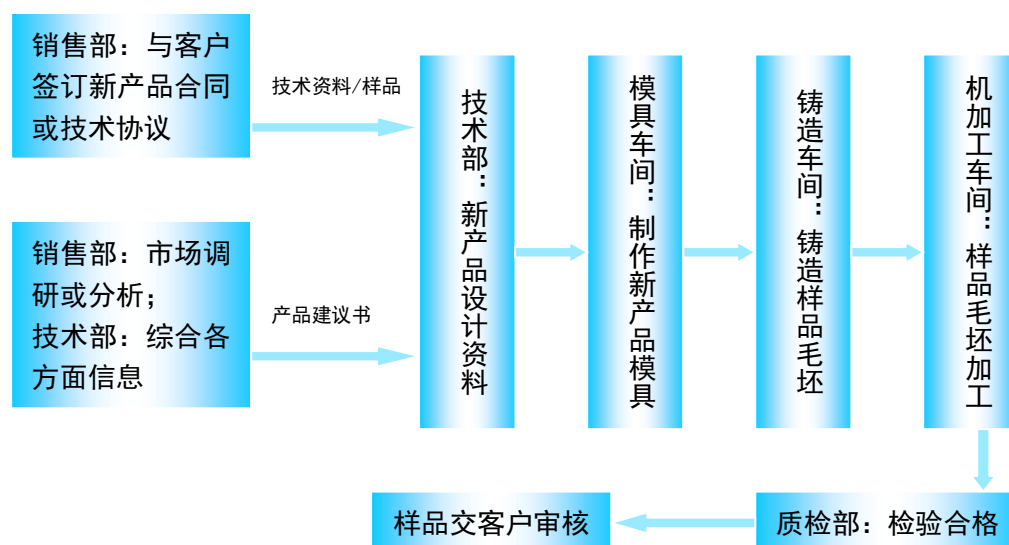 销售部：与客户
签订新产品合同
或技术协议
技术资料/样品
销售部：市场调
研或分析；
技术部：综合各
方面信息
产品建议书
技术部：新产品设计资料
模具车间：制作新产品模具
铸造车间：铸造样品毛坯
机加工车间：样品毛坯加工
质检部：检验合格
样品交客户审核